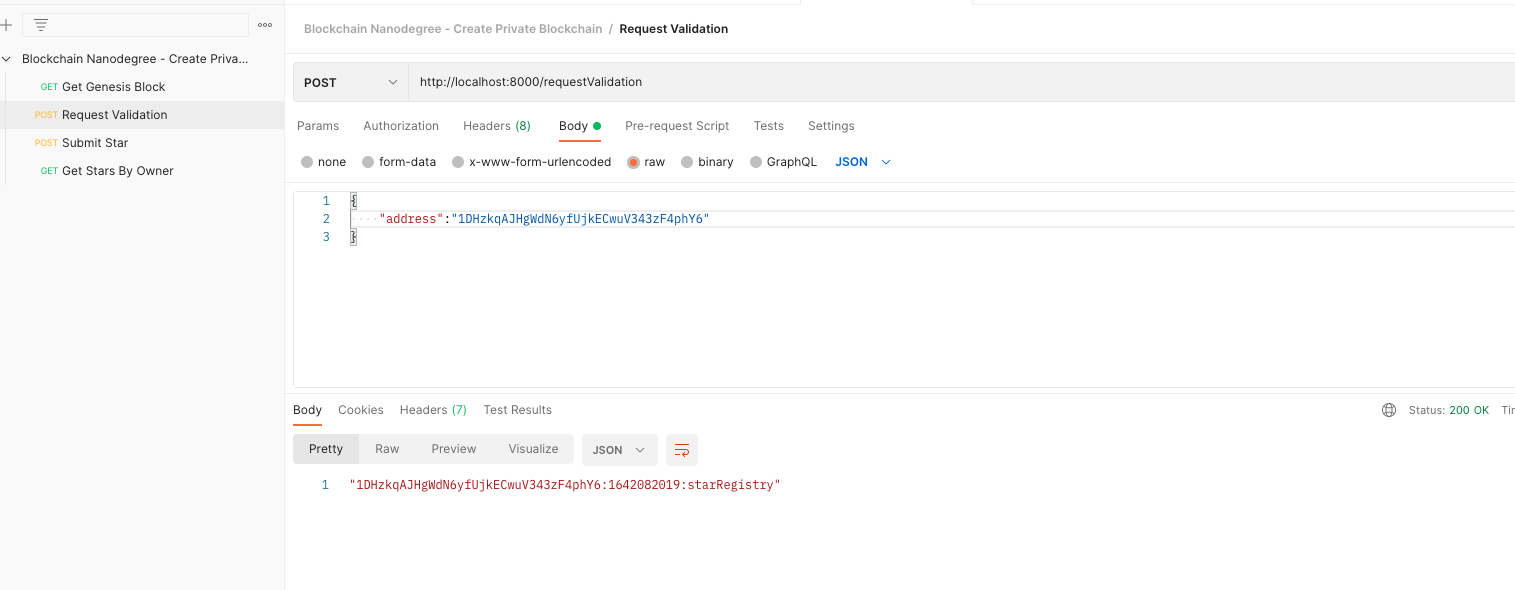 Blockchain Nanodegree - Create Priva...
GET Get Genesis Block
POST Request Validation
POST Submit Star
GET Get Stars By Owner
Blockchain Nanodegree - Create Private Blockchain / Request Validation
POST http://localhost:8000/requestValidation
Params Authorization Headers (8) Body Pre-request Script Tests Settings
none form-data x-www-form-urlencoded raw binary GraphQL JSON
1 {
2 "address":"1DHzkqAJHgWdN6yfUjkECwuV343zF4phY6"
3 }
Body Cookies Headers (7) Test Results Status: 200 OK Tir
Pretty Raw Preview Visualize JSON
1 "1DHzkqAJHgWdN6yfUjkECwuV343zF4phY6:1642082019:starRegistry"